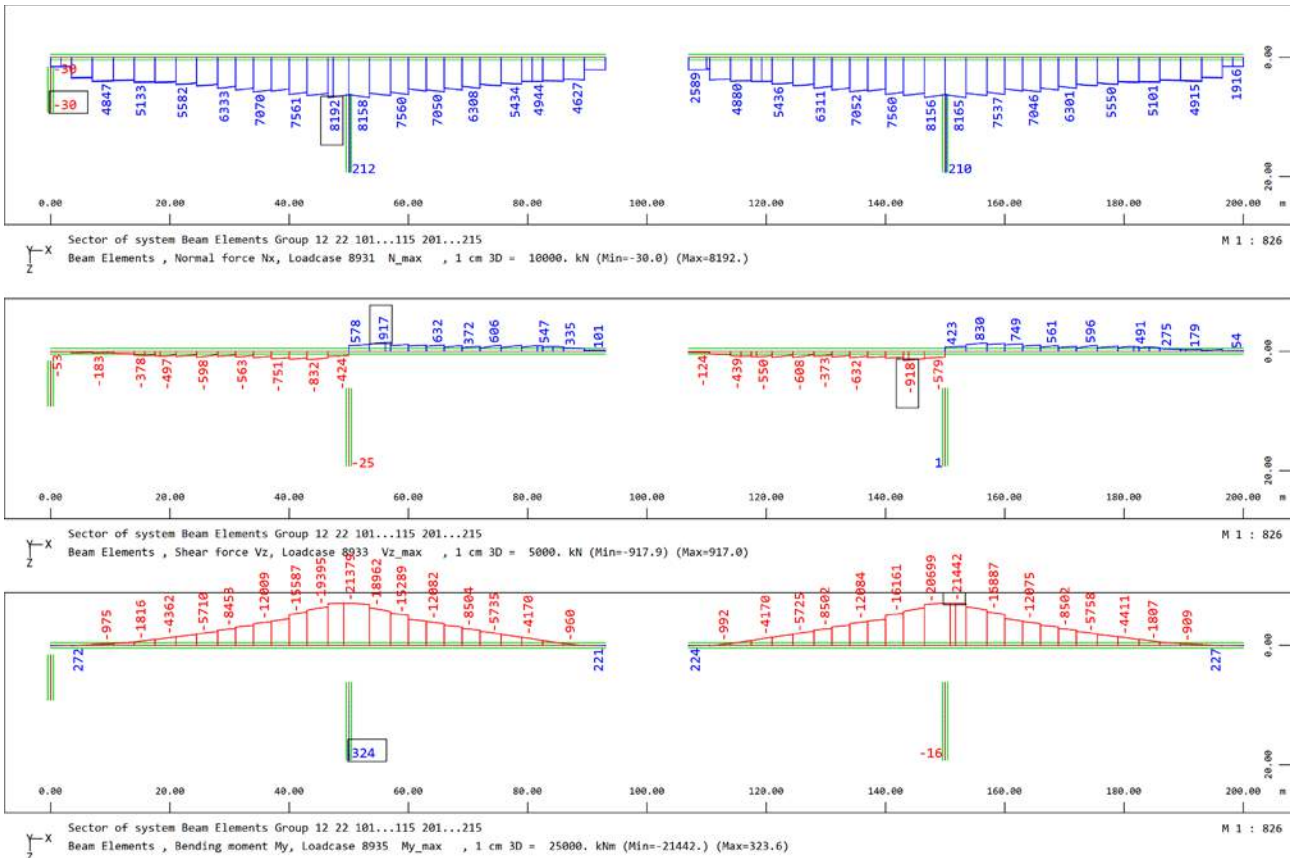 -30 0.00
-30 4847 5133 5582 6333 7070 7561 8192 8158 7560 7050 6308 5434 4944 4627 2589 4880 5436 6311 7052 7560 8156 8165 7537 7046 6301 5550 5101 4915 1916
212 210 20.00
0.00 20.00 40.00 60.00 80.00 100.00 120.00 140.00 160.00 180.00 200.00 m
Y X Z Sector of system Beam Elements Group 12 22 101...115 201...215 M 1 : 826
Beam Elements , Normal force Nx, Loadcase 8931 N_max , 1 cm 3D = 10000. kN (Min=-30.0) (Max=8192.)
578 917 632 372 606 547 335 101 423 830 749 561 596 491 275 179 54 0.00
-53 -183 -378 -497 -598 -563 -751 -832 -424 -124 -439 -550 -608 -373 -632 -918 -579
-25 1 20.00
0.00 20.00 40.00 60.00 80.00 100.00 120.00 140.00 160.00 180.00 200.00 m
Y X Z Sector of system Beam Elements Group 12 22 101...115 201...215 M 1 : 826
Beam Elements , Shear force Vz, Loadcase 8933 Vz_max , 1 cm 3D = 5000. kN (Min=-917.9) (Max=917.0)
-975 -1816 -4362 -5710 -8453 -12009 -15587 -19395 -21379 -18962 -15289 -12082 -8504 -5735 -4170 -960 -992 -4170 -5725 -8502 -12084 -16161 -20699 -21442 -12075 -8502 -5758 -4411 -1807 -909
272 221 224 227 0.00
324 -16 20.00
0.00 20.00 40.00 60.00 80.00 100.00 120.00 140.00 160.00 180.00 200.00 m
Y X Z Sector of system Beam Elements Group 12 22 101...115 201...215 M 1 : 826
Beam Elements , Bending moment My, Loadcase 8935 My_max , 1 cm 3D = 25000. kNm (Min=-21442.) (Max=323.6)